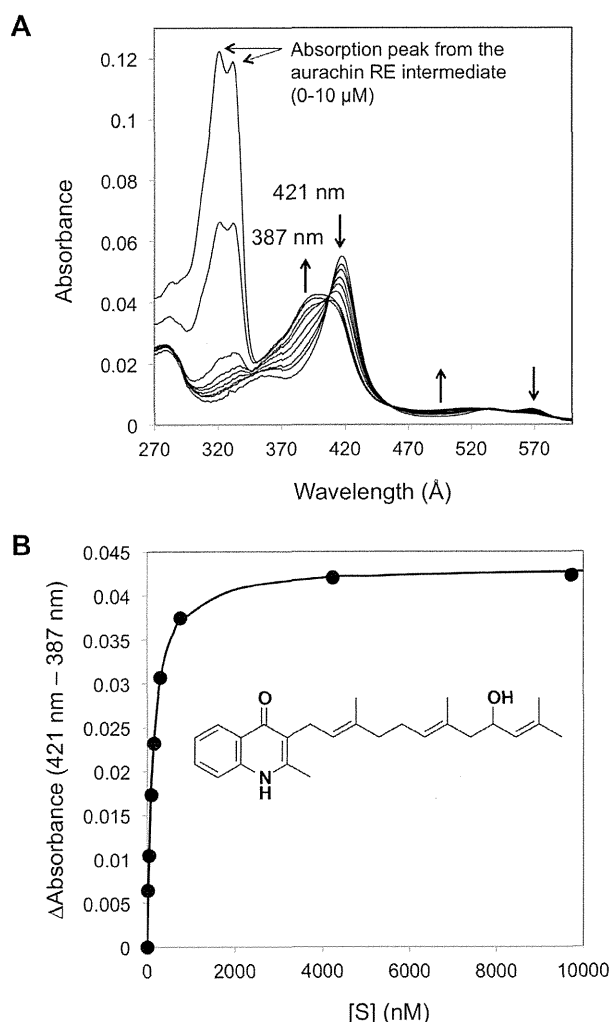 A
Absorption peak from the
aurachin RE intermediate
(0-10 µM)
421 nm
387 nm
Absorbance
0.12
0.1
0.08
0.06
0.04
0.02
0
270
320
370
420
470
520
570
Wavelength (Å)
B
ΔAbsorbance (421 nm – 387 nm)
0.045
0.04
0.035
0.03
0.025
0.02
0.015
0.01
0.005
0
O
OH
N
H
0
2000
4000
6000
8000
10000
[S] (nM)